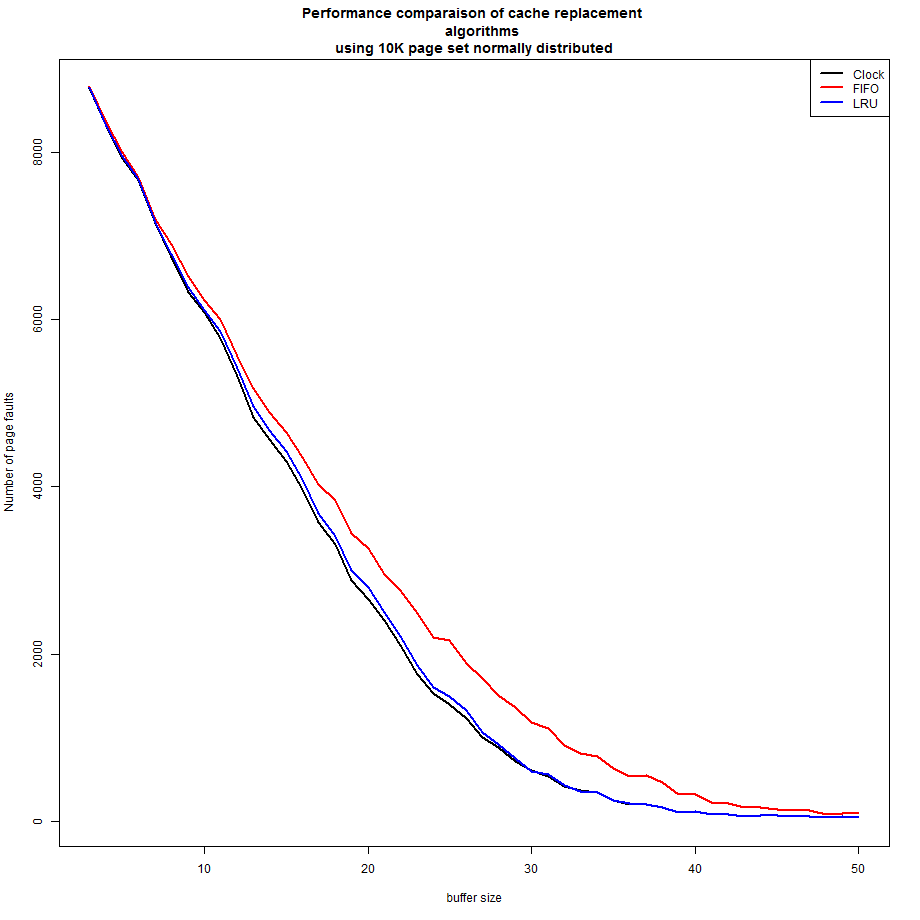 Performance comparaison of cache replacement
algorithms
using 10K page set normally distributed
Clock
FIFO
LRU
Number of page faults
8000
6000
4000
2000
0
10
20
30
40
50
buffer size